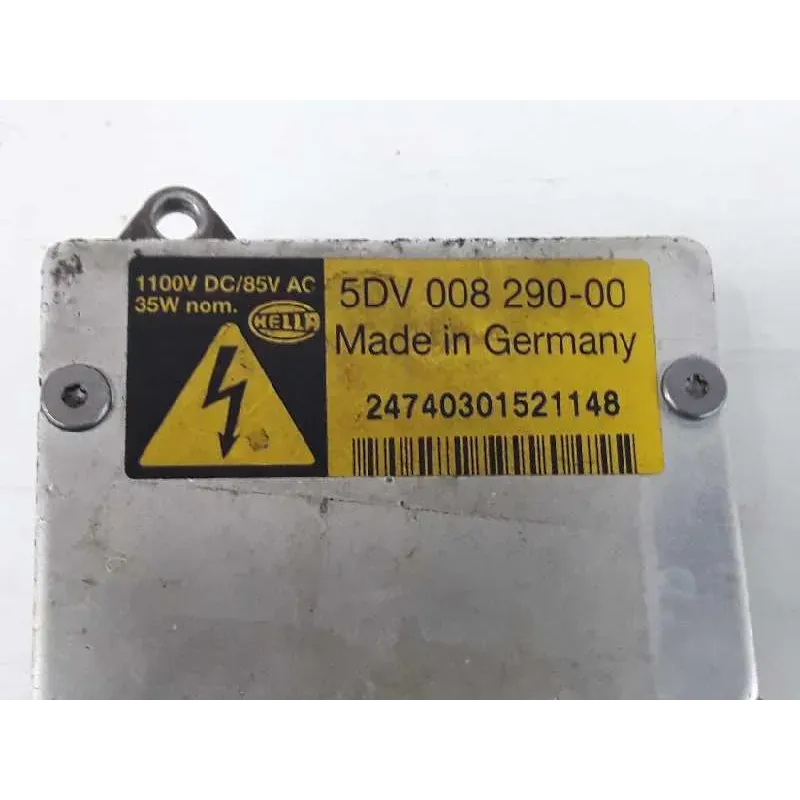 1100V DC/85V AC
35W nom.
HELLA
5DV 008 290-00
Made in Germany
24740301521148